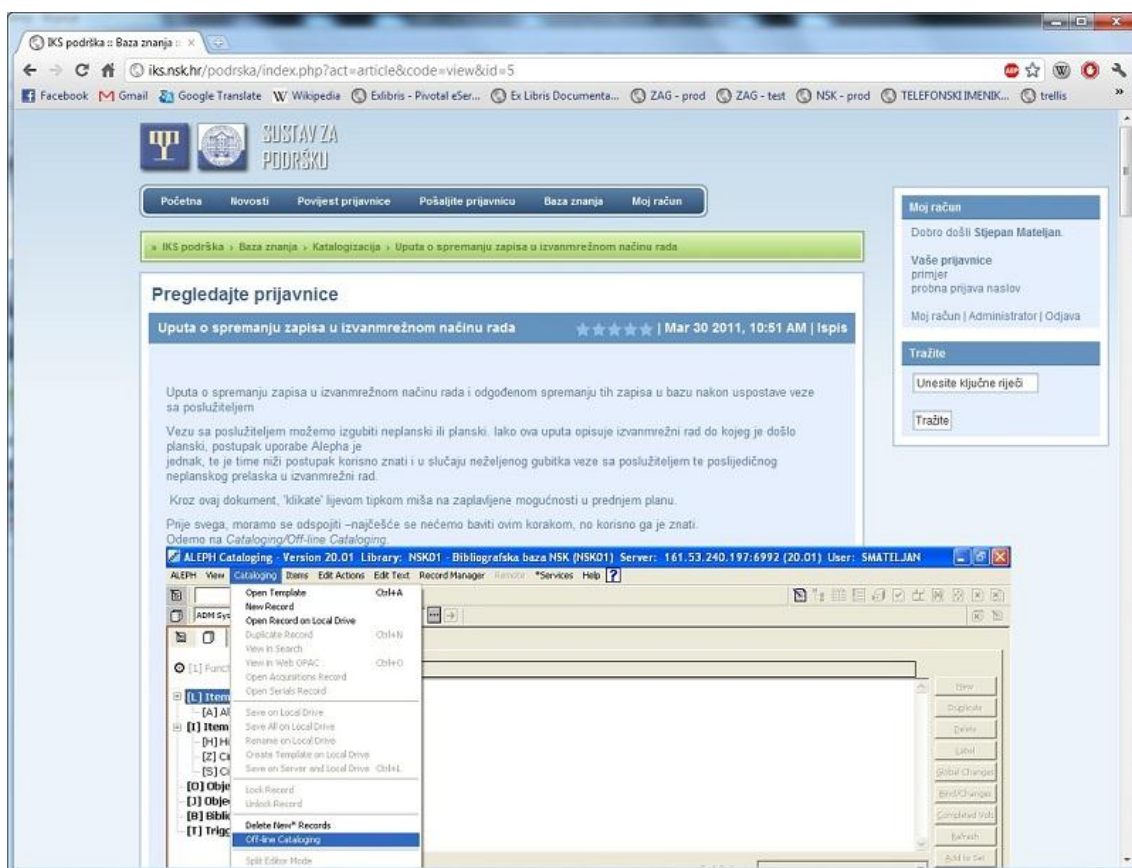 IKS podrška :: Baza znanja ::
iks.nsk.hr/podrska/index.php?act=article&code=view&id=5
Facebook Gmail Google Translate Wikipedia Exlibris - Pivotal eSer... Ex Libris Documenta... ZAG - prod ZAG - test NSK - prod TELEFONSKI IMENIK... trellis »
SUSTAV ZA
PODRŠKU
Početna Novosti Povijest prijavnice Pošaljite prijavnicu Baza znanja Moj račun
» IKS podrška › Baza znanja › Katalogizacija › Uputa o spremanju zapisa u izvanmrežnom načinu rada
Pregledajte prijavnice
Uputa o spremanju zapisa u izvanmrežnom načinu rada | Mar 30 2011, 10:51 AM | Ispis
Uputa o spremanju zapisa u izvanmrežnom načinu rada i odgođenom spremanju tih zapisa u bazu nakon uspostave veze
sa poslužiteljem
Vezu sa poslužiteljem možemo izgubiti neplanski ili planski. Iako ova uputa opisuje izvanmrežni rad do kojeg je došlo
planski, postupak uporabe Alepha je
jednak, te je time niži postupak korisno znati i u slučaju neželjenog gubitka veze sa poslužiteljem te poslijedičnog
neplanskog prelaska u izvanmrežni rad.
Kroz ovaj dokument, 'klikate' lijevom tipkom miša na zaplavljene mogućnosti u prednjem planu.
Prije svega, moramo se odspojiti –najčešće se nećemo baviti ovim korakom, no korisno ga je znati.
Odemo na Cataloging/Off-line Cataloging.
Moj račun
Dobro došli Stjepan Mateljan.
Vaše prijavnice
primjer
probna prijava naslov
Moj račun | Administrator | Odjava
Tražite
Unesite ključne riječi
Tražite
ALEPH Cataloging - Version 20.01 Library: NSK01 - Bibliografska baza NSK (NSK01) Server: 161.53.240.197:6992 (20.01) User: SMATELJAN
ALEPH View Cataloging Items Edit Actions Edit Text Record Manager Remote *Services Help ?
ADM Sys
[1] Funct
[L] Item
[A] Al
[I] Item
[H] Hi
[Z] Ci
[S] Ci
[O] Obje
[J] Obje
[B] Bibli
[T] Trigg
Open Template Ctrl+A
New Record
Open Record on Local Drive
Duplicate Record Ctrl+N
View in Search
View in Web OPAC Ctrl+O
Open Acquisitions Record
Open Serials Record
Save on Local Drive
Save All on Local Drive
Rename on Local Drive
Create Template on Local Drive
Save on Server and Local Drive Ctrl+L
Lock Record
Unlock Record
Delete New* Records
Off-line Cataloging
Split Editor Mode
New
Duplicate
Delete
Label
Global Changes
Bind/Changes
Completed Vols
Refresh
Add to Set